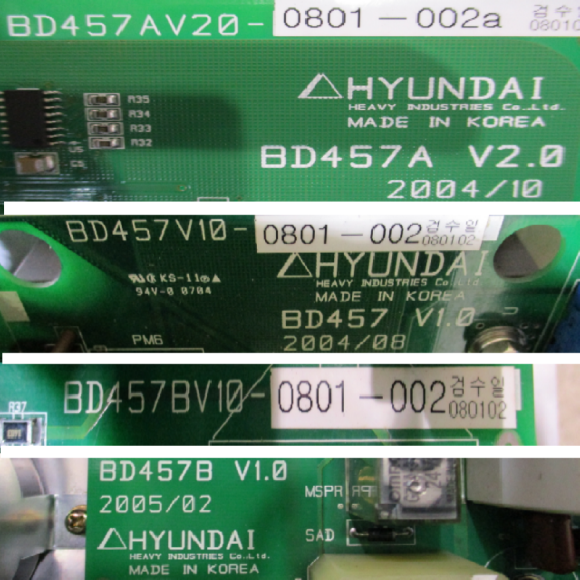 BD457AV20- 0801-002a 검수일
08010
HYUNDAI
HEAVY INDUSTRIES Co.,Ltd.
MADE IN KOREA
BD457A V2.0
2004/10
R35
R34
R33
R32
BD457V10- 0801-002 검수일
080102
HYUNDAI
HEAVY INDUSTRIES Co.,Ltd.
MADE IN KOREA
KS-11
94V-0 0704
BD457 V1.0
2004/08
PM6
BD457BV10- 0801-002 검수일
080102
R37
BD457B V1.0
2005/02
MSPR R9
SAD
HYUNDAI
HEAVY INDUSTRIES Co.,Ltd.
MADE IN KOREA